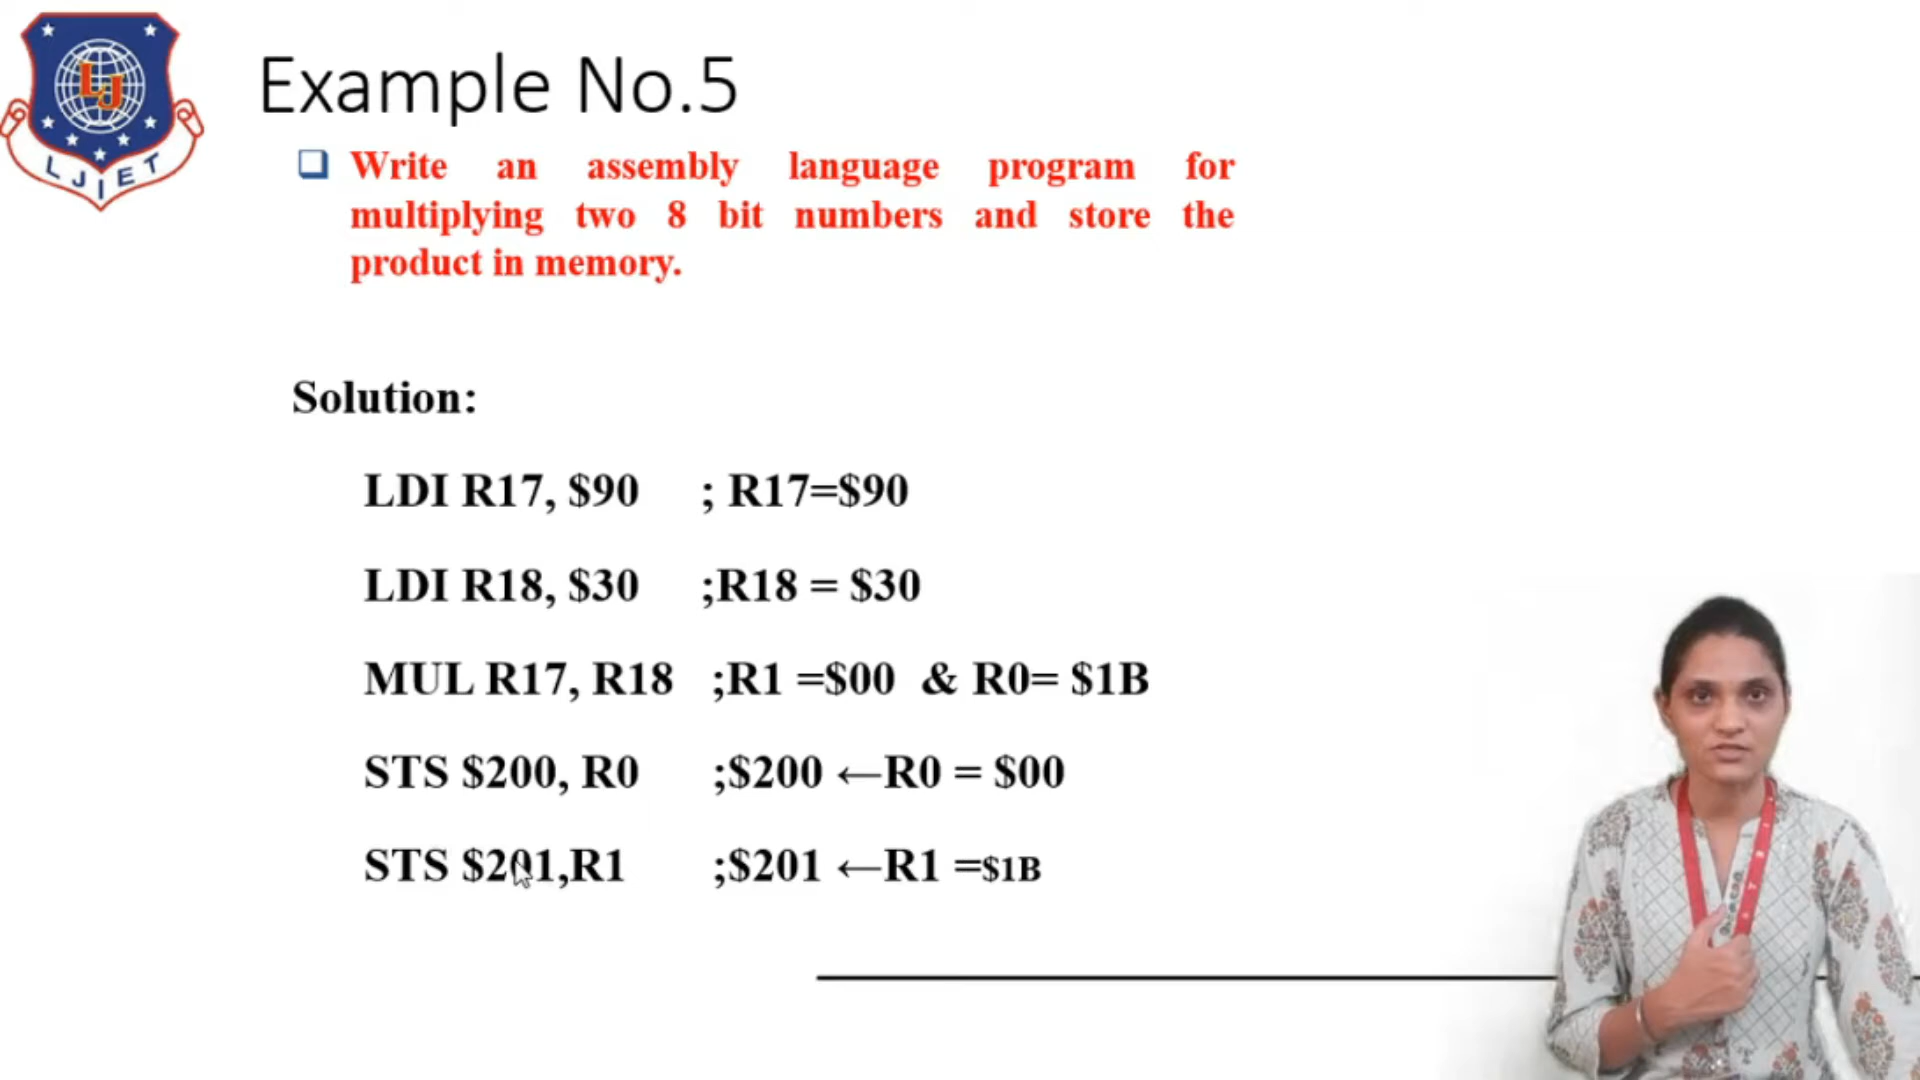 LJ
LJIET
Example No.5
Write an assembly language program for
multiplying two 8 bit numbers and store the
product in memory.
Solution:
LDI R17, $90 ; R17=$90
LDI R18, $30 ;R18 = $30
MUL R17, R18 ;R1 =$00 & R0= $1B
STS $200, R0 ;$200 ←R0 = $00
STS $201,R1 ;$201 ←R1 =$1B